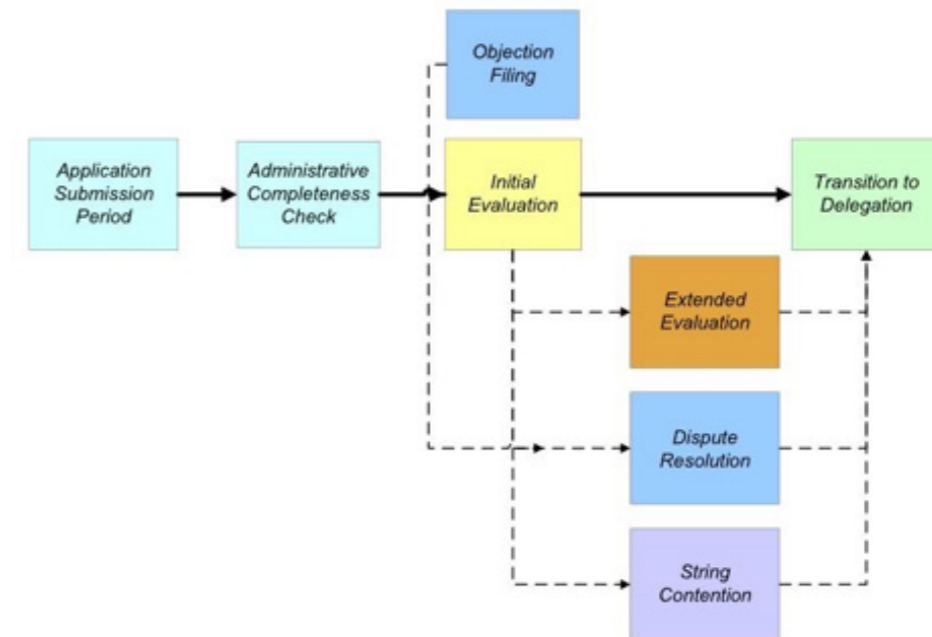 Objection
Filing
Application
Submission
Period
Administrative
Completeness
Check
Initial
Evaluation
Transition to
Delegation
Extended
Evaluation
Dispute
Resolution
String
Contention